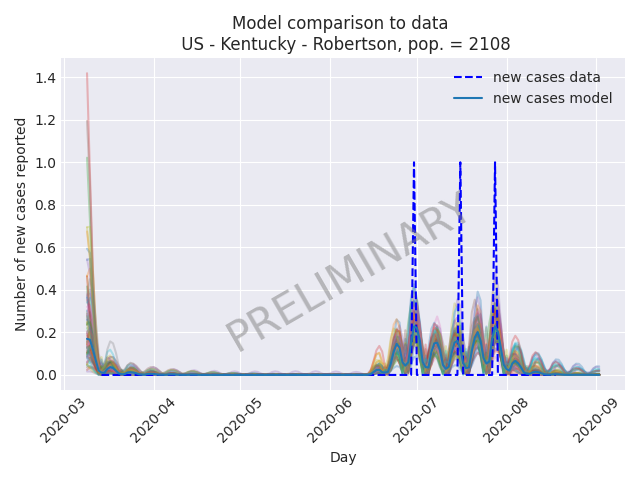 Model comparison to data
US - Kentucky - Robertson, pop. = 2108
new cases data
new cases model
Number of new cases reported
1.4
1.2
1.0
0.8
0.6
0.4
0.2
0.0
PRELIMINARY
2020-03
2020-04
2020-05
2020-06
2020-07
2020-08
2020-09
Day